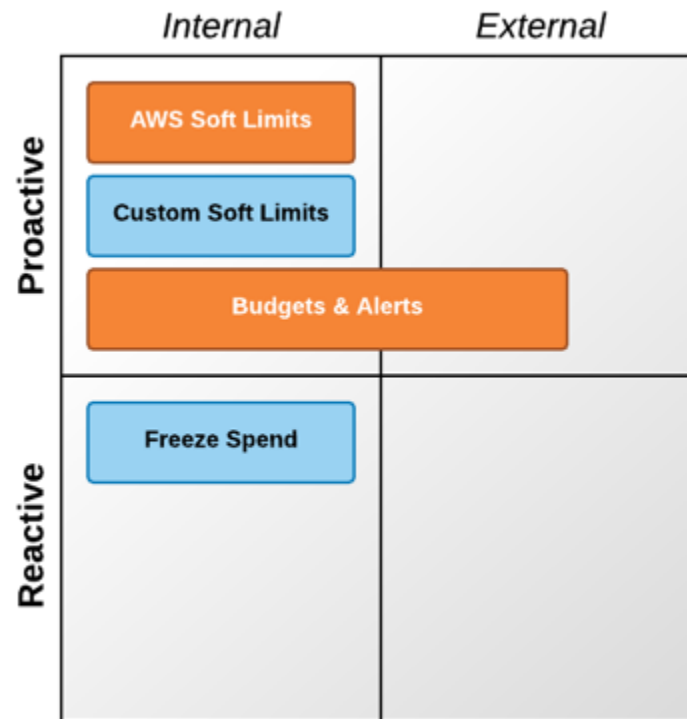 Internal
External
Proactive
AWS Soft Limits
Custom Soft Limits
Budgets & Alerts
Reactive
Freeze Spend